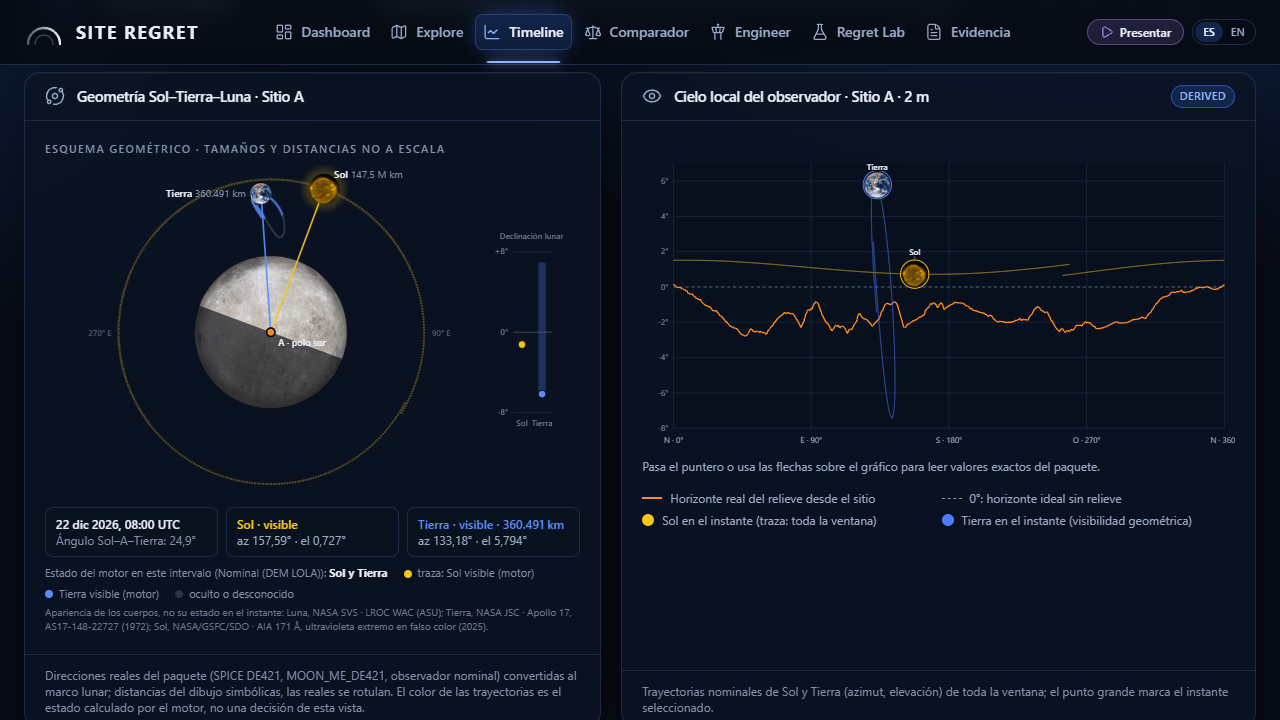 SITE REGRET
Dashboard
Explore
Timeline
Comparador
Engineer
Regret Lab
Evidencia
Presentar
ES
EN
Geometría Sol–Tierra–Luna · Sitio A
ESQUEMA GEOMÉTRICO · TAMAÑOS Y DISTANCIAS NO A ESCALA
Sol 147,5 M km
Tierra 360.491 km
Declinación lunar
+8°
0°
-8°
Sol Tierra
270° E
90° E
A · polo sur
22 dic 2026, 08:00 UTC
Ángulo Sol–A–Tierra: 24,9°
Sol · visible
az 157,59° · el 0,727°
Tierra · visible · 360.491 km
az 133,18° · el 5,794°
Estado del motor en este intervalo (Nominal (DEM LOLA)): Sol y Tierra
traza: Sol visible (motor)
Tierra visible (motor)
oculto o desconocido
Apariencia de los cuerpos, no su estado en el instante: Luna, NASA SVS · LROC WAC (ASU); Tierra, NASA JSC · Apollo 17,
AS17-148-22727 (1972); Sol, NASA/GSFC/SDO · AIA 171 Å, ultravioleta extremo en falso color (2025).
Direcciones reales del paquete (SPICE DE421, MOON_ME_DE421, observador nominal) convertidas al
marco lunar; distancias del dibujo simbólicas, las reales se rotulan. El color de las trayectorias es el
estado calculado por el motor, no una decisión de esta vista.
Cielo local del observador · Sitio A · 2 m
DERIVED
Tierra
Sol
6°
4°
2°
0°
-2°
-4°
-6°
-8°
N · 0°
E · 90°
S · 180°
O · 270°
N · 360
Pasa el puntero o usa las flechas sobre el gráfico para leer valores exactos del paquete.
Horizonte real del relieve desde el sitio
0°: horizonte ideal sin relieve
Sol en el instante (traza: toda la ventana)
Tierra en el instante (visibilidad geométrica)
Trayectorias nominales de Sol y Tierra (azimut, elevación) de toda la ventana; el punto grande marca el instante
seleccionado.